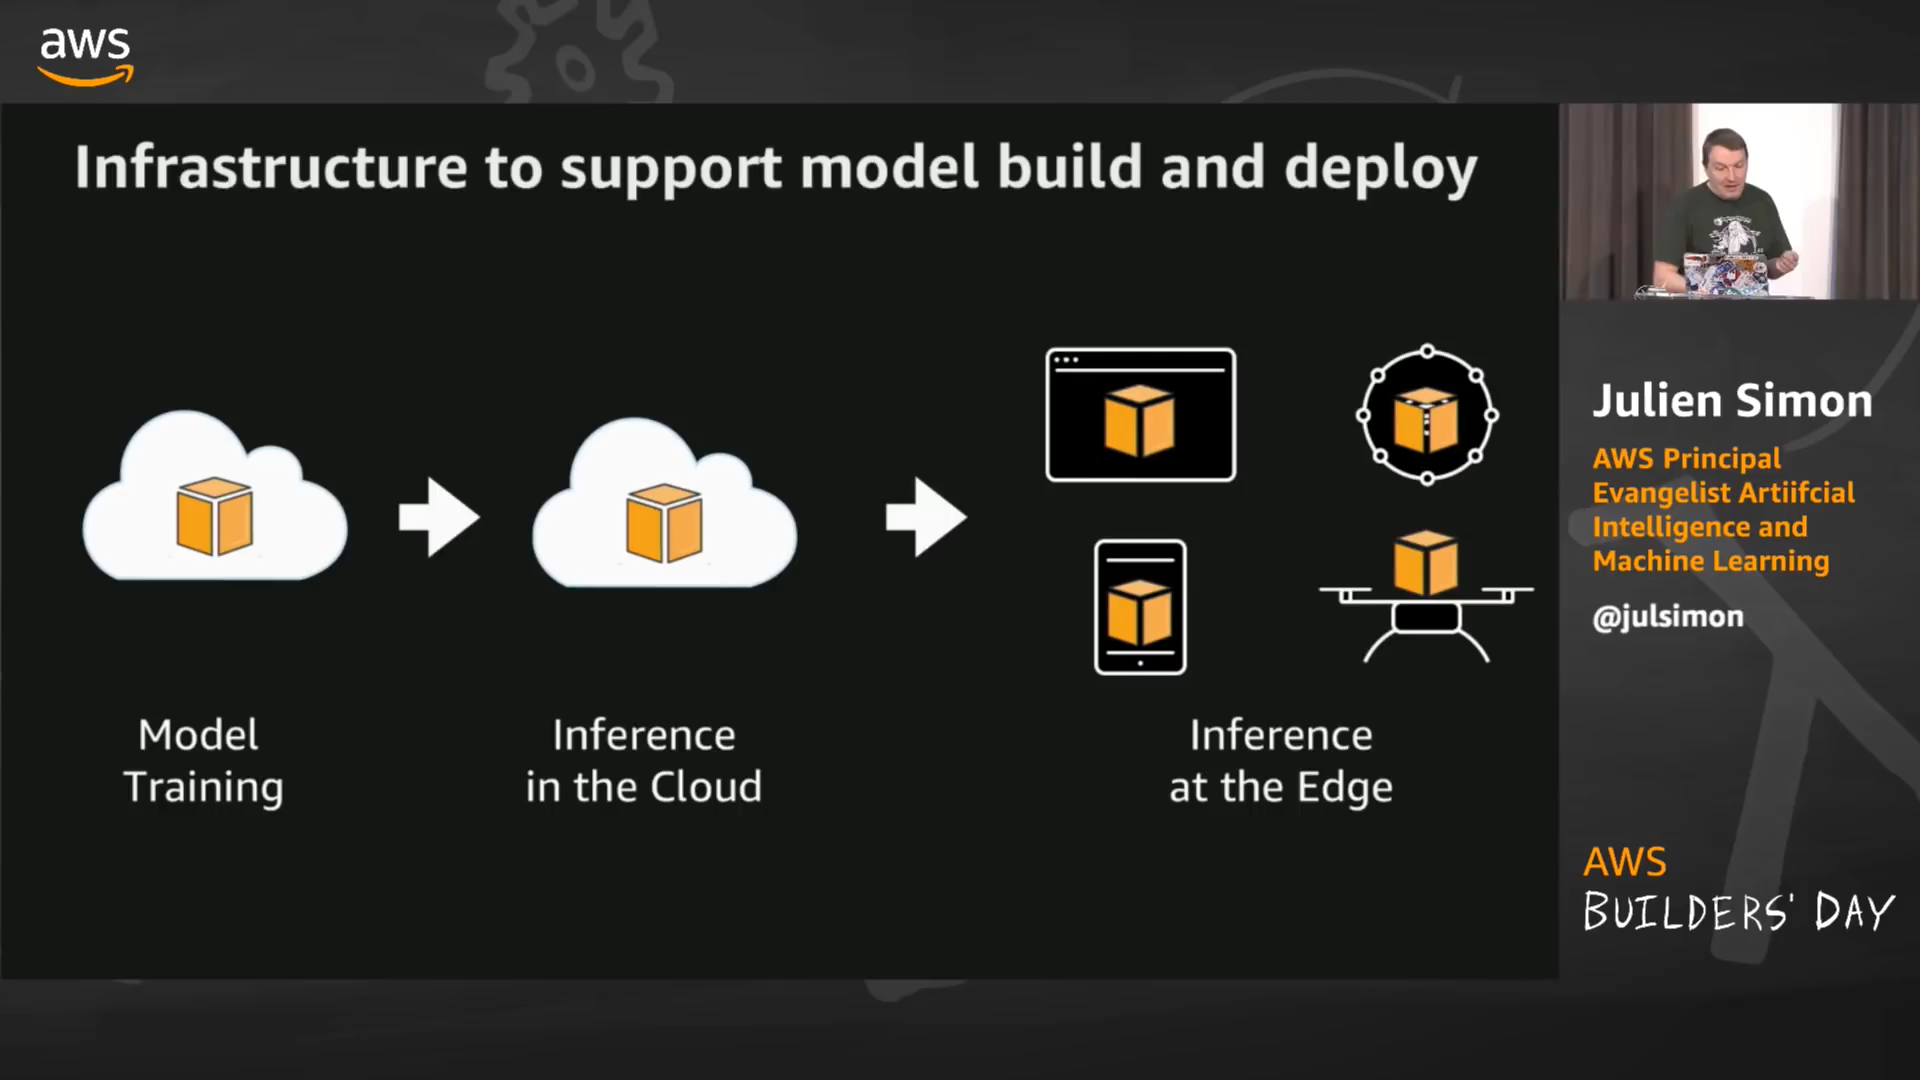 aws
Infrastructure to support model build and deploy
Model
Training
Inference
in the Cloud
Inference
at the Edge
Julien Simon
AWS Principal
Evangelist Artiifcial
Intelligence and
Machine Learning
@julsimon
AWS
BUILDERS' DAY